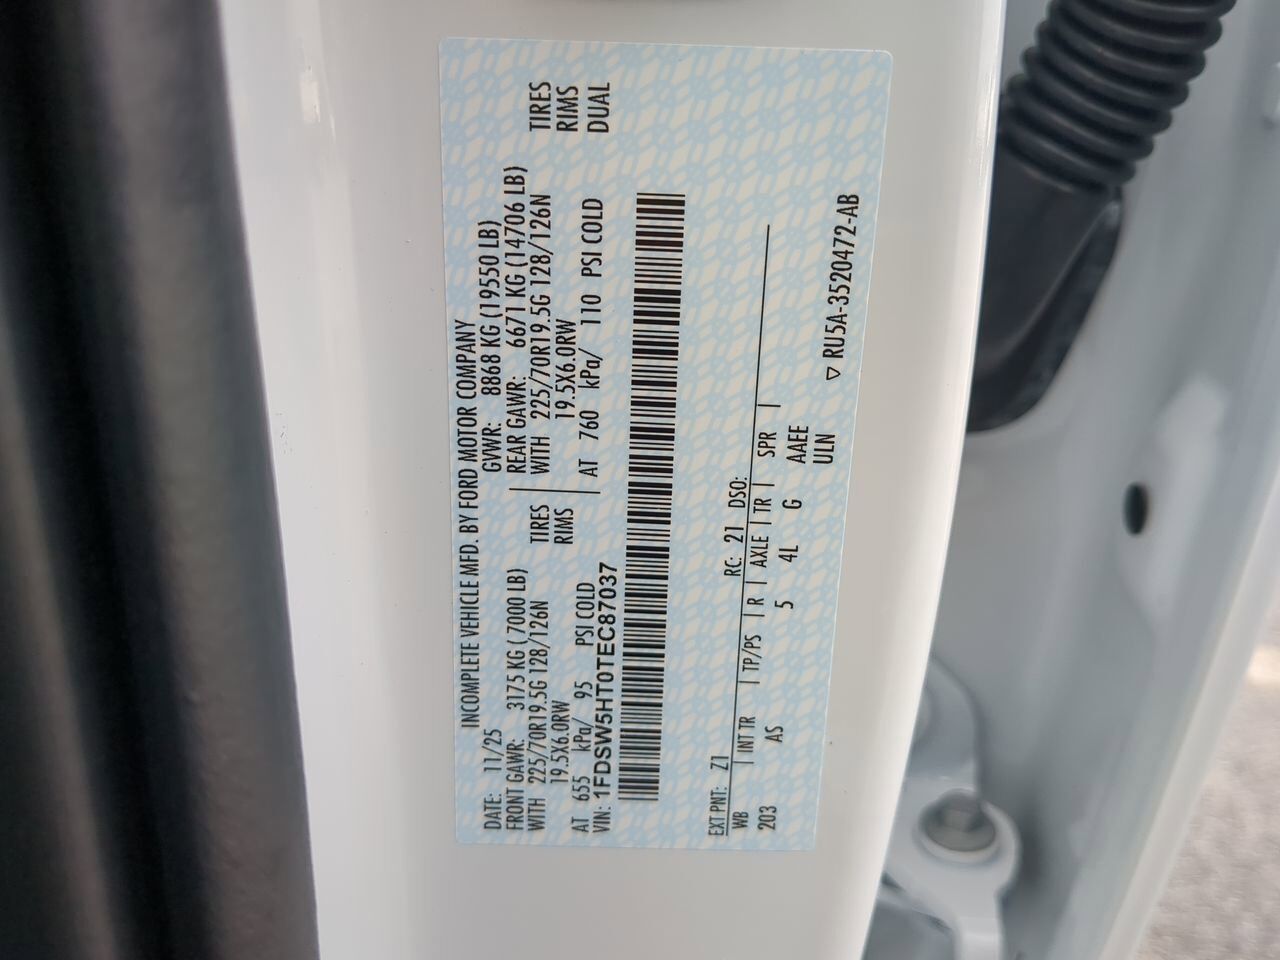 INCOMPLETE VEHICLE MFD. BY FORD MOTOR COMPANY
DATE: 11/25 GVWR: 8868 KG (19550 LB)
FRONT GAWR: 3175 KG (7000 LB) REAR GAWR: 6671 KG (14706 LB)
WITH 225/70R19.5G 128/126N TIRES WITH 225/70R19.5G 128/126N TIRES
19.5X6.0RW RIMS 19.5X6.0RW RIMS
AT 655 kPa/ 95 PSI COLD AT 760 kPa/ 110 PSI COLD DUAL
VIN: 1FDSW5HT0TEC87037
EXT PNT: Z1 RC: 21 DSO:
WB | INT TR | TP/PS | R | AXLE | TR | SPR |
203 AS 5 4L G AAEE
ULN
▽ RU5A-3520472-AB